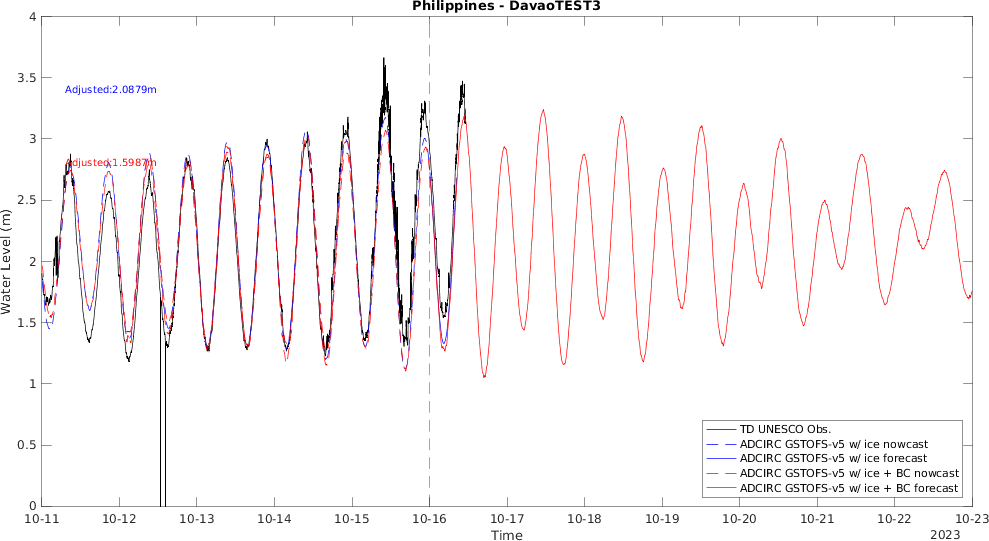 Philippines - DavaoTEST3
4
3.5
3
2.5
2
1.5
1
0.5
0
Water Level (m)
Adjusted:2.0879m
Adjusted:1.5987m
TD UNESCO Obs.
ADCIRC GSTOFS-v5 w/ ice nowcast
ADCIRC GSTOFS-v5 w/ ice forecast
ADCIRC GSTOFS-v5 w/ ice + BC nowcast
ADCIRC GSTOFS-v5 w/ ice + BC forecast
10-11 10-12 10-13 10-14 10-15 10-16 10-17 10-18 10-19 10-20 10-21 10-22 10-23
Time
2023